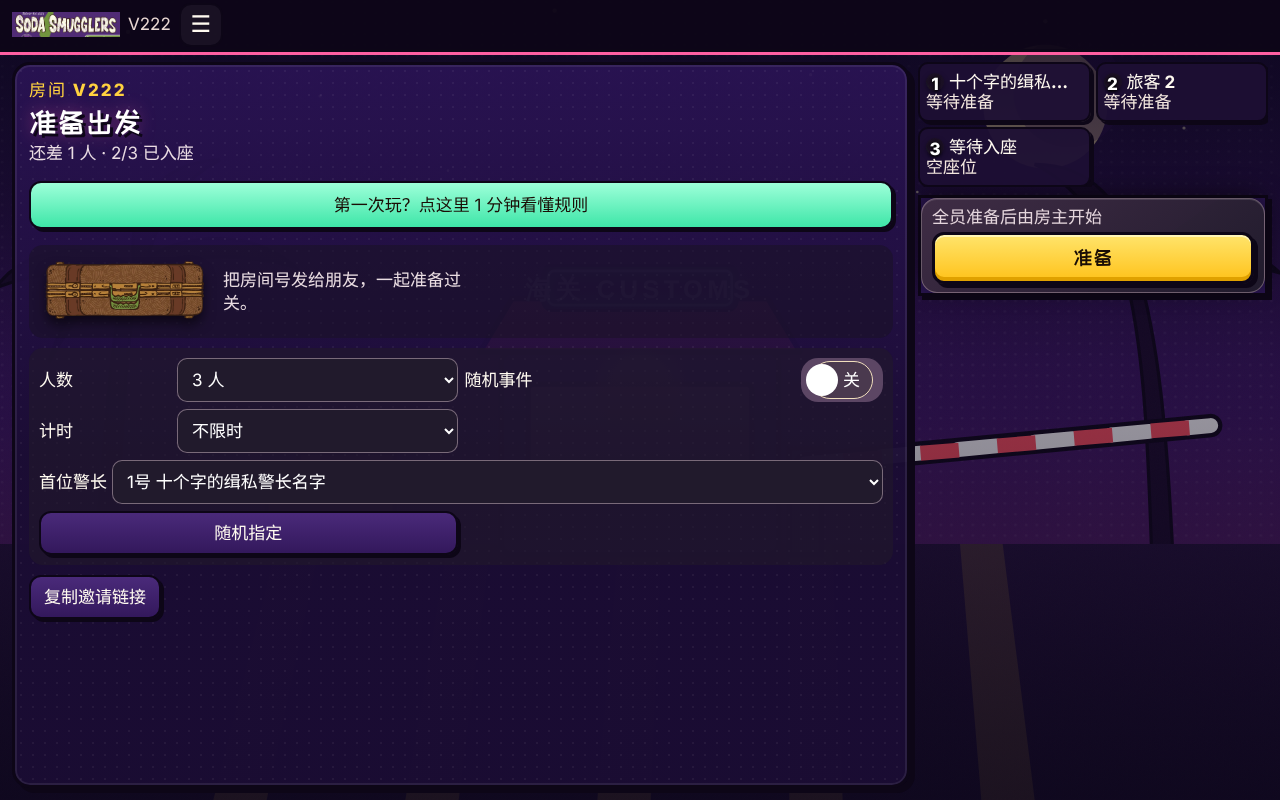 SODA SMUGGLERS V222 ☰
房间 V222
准备出发
还差 1 人 · 2/3 已入座
第一次玩？点这里 1 分钟看懂规则
把房间号发给朋友，一起准备过
关。
CUSTOMS
人数 3 人 随机事件 关
计时 不限时
首位警长 1号 十个字的缉私警长名字
随机指定
复制邀请链接
1 十个字的缉私...
等待准备
2 旅客 2
等待准备
3 等待入座
空座位
全员准备后由房主开始
准备